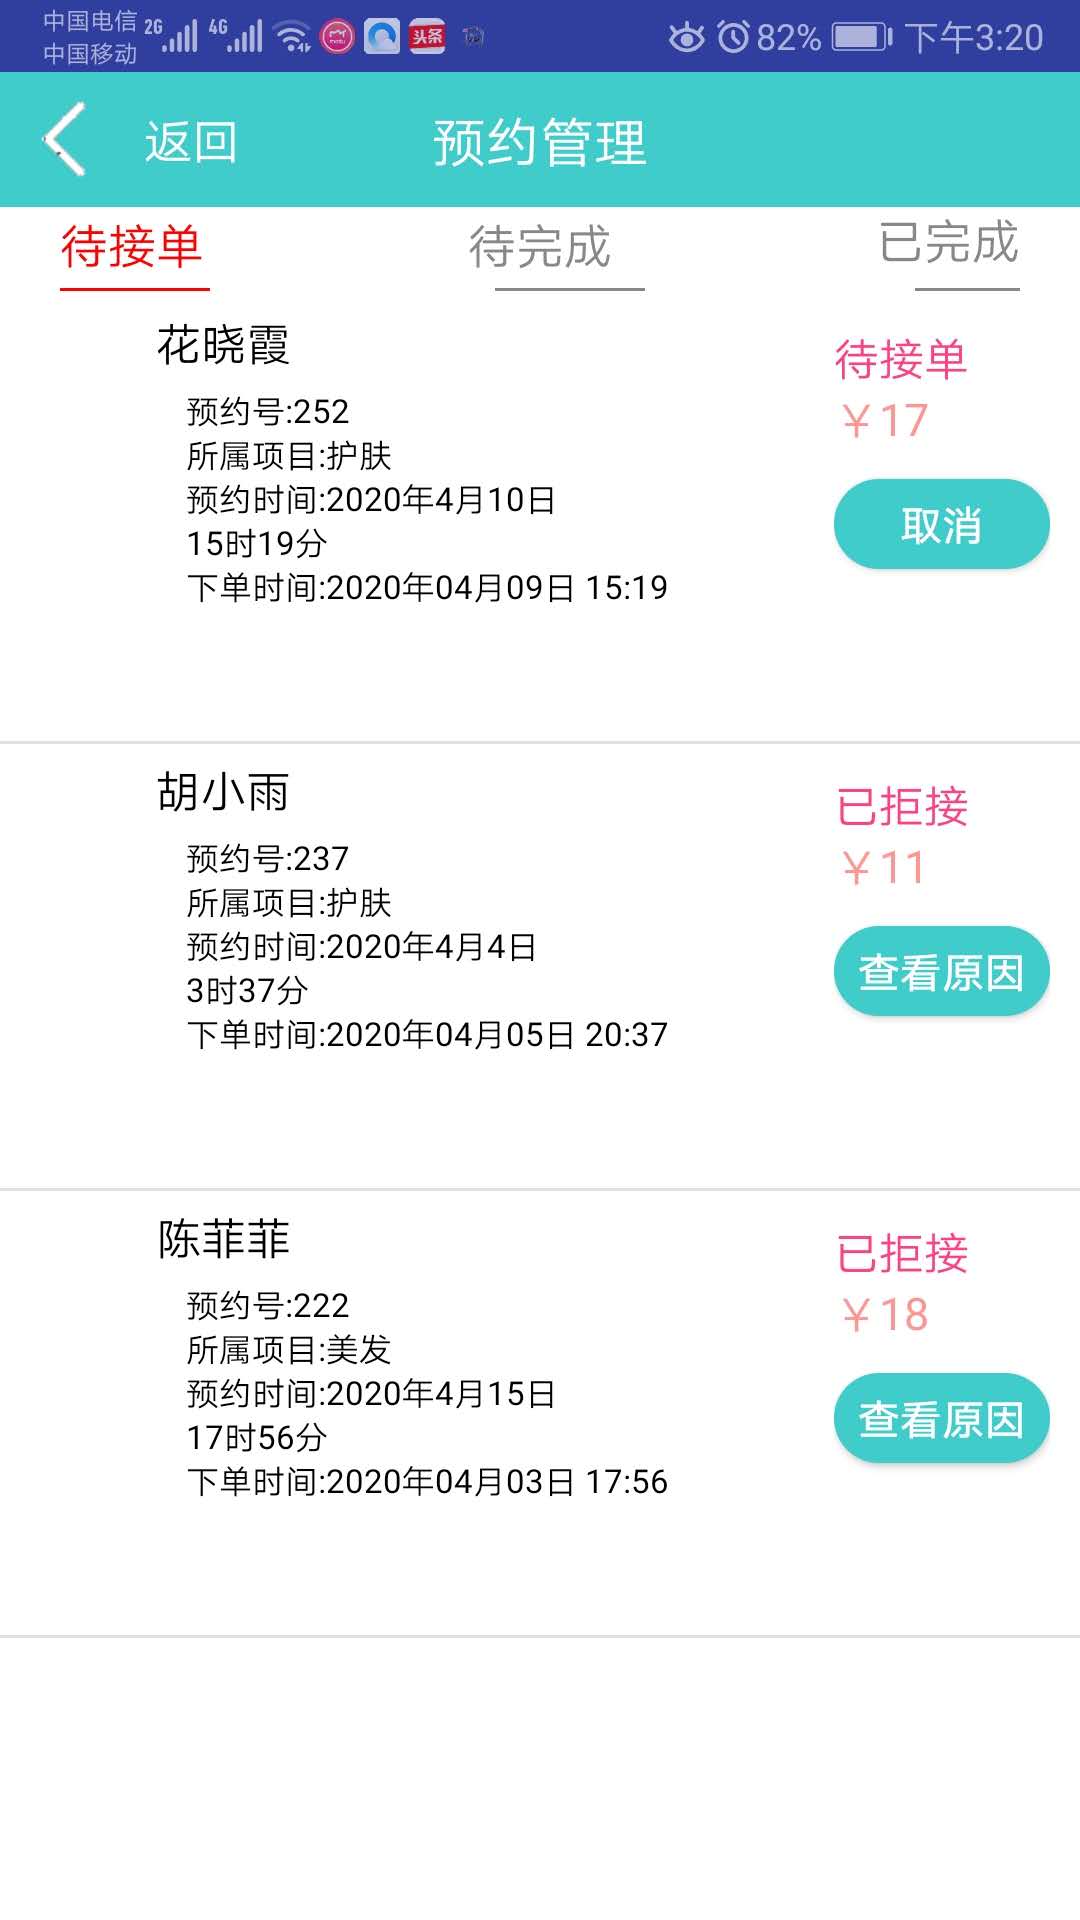 中国电信 2G 4G 82% 下午3:20
中国移动
头条
返回 预约管理
待接单 待完成 已完成
花晓霞
待接单
预约号:252
￥17
所属项目:护肤
预约时间:2020年4月10日
取消
15时19分
下单时间:2020年04月09日 15:19
胡小雨
已拒接
预约号:237
￥11
所属项目:护肤
预约时间:2020年4月4日
查看原因
3时37分
下单时间:2020年04月05日 20:37
陈菲菲
已拒接
预约号:222
￥18
所属项目:美发
预约时间:2020年4月15日
查看原因
17时56分
下单时间:2020年04月03日 17:56